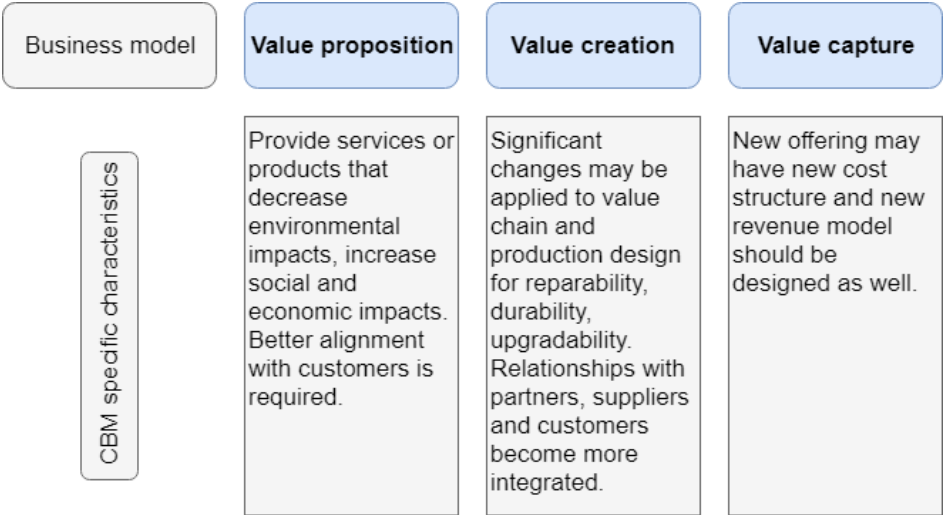 Business model
Value proposition
Value creation
Value capture
CBM specific characteristics
Provide services or
products that
decrease
environmental
impacts, increase
social and
economic impacts.
Better alignment
with customers is
required.
Significant
changes may be
applied to value
chain and
production design
for reparability,
durability,
upgradability.
Relationships with
partners, suppliers
and customers
become more
integrated.
New offering may
have new cost
structure and new
revenue model
should be
designed as well.